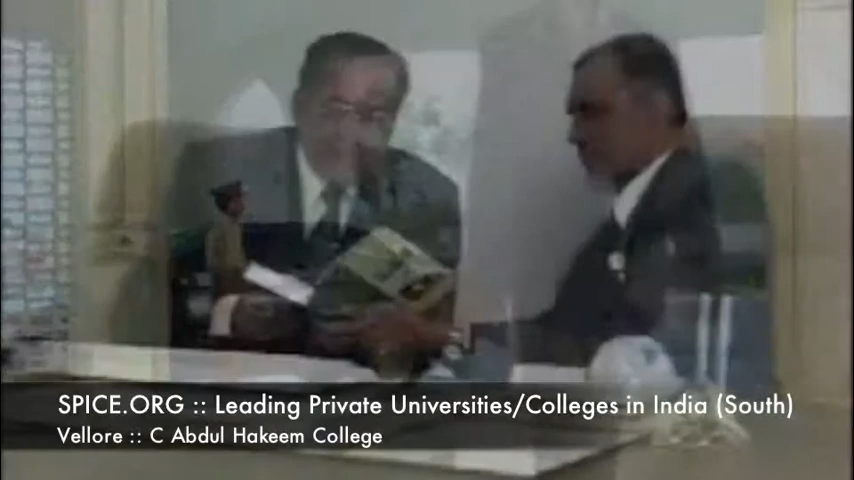 SPICE.ORG :: Leading Private Universities/Colleges in India (South)
Vellore :: C Abdul Hakeem College